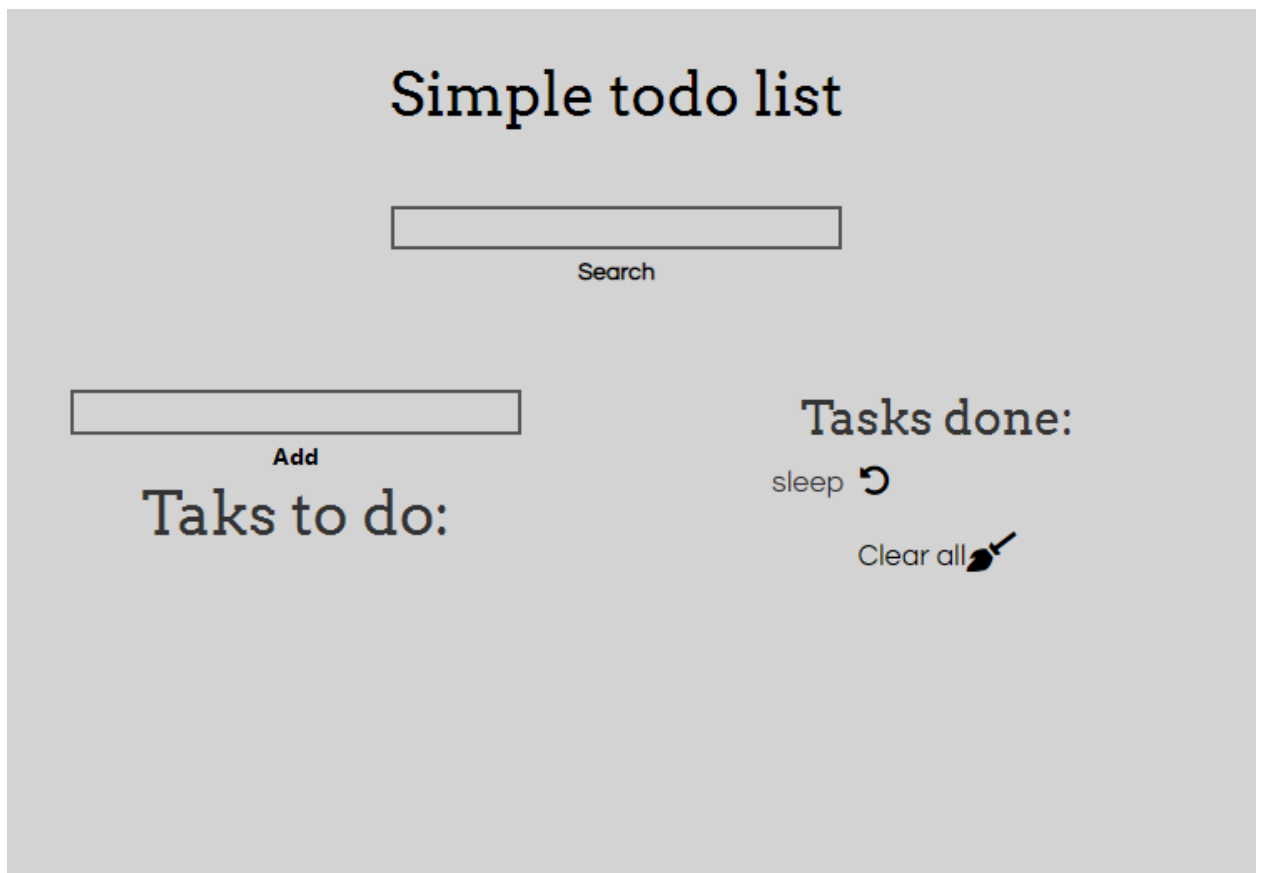 Simple todo list
Search
Add
Taks to do:
Tasks done:
sleep
Clear all